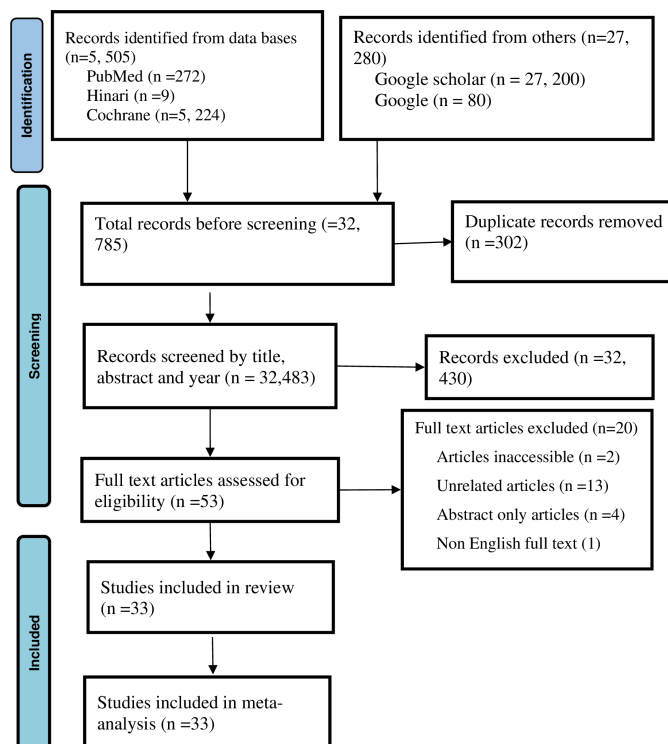 Identification
Records identified from data bases
(n=5, 505)
PubMed (n =272)
Hinari (n =9)
Cochrane (n=5, 224)
Records identified from others (n=27,
280)
Google scholar (n = 27, 200)
Google (n = 80)
Screening
Total records before screening (=32,
785)
Duplicate records removed
(n =302)
Records screened by title,
abstract and year (n = 32,483)
Records excluded (n =32,
430)
Full text articles assessed for
eligibility (n =53)
Full text articles excluded (n=20)
Articles inaccessible (n =2)
Unrelated articles (n =13)
Abstract only articles (n =4)
Non English full text (1)
Included
Studies included in review
(n =33)
Studies included in meta-
analysis (n =33)